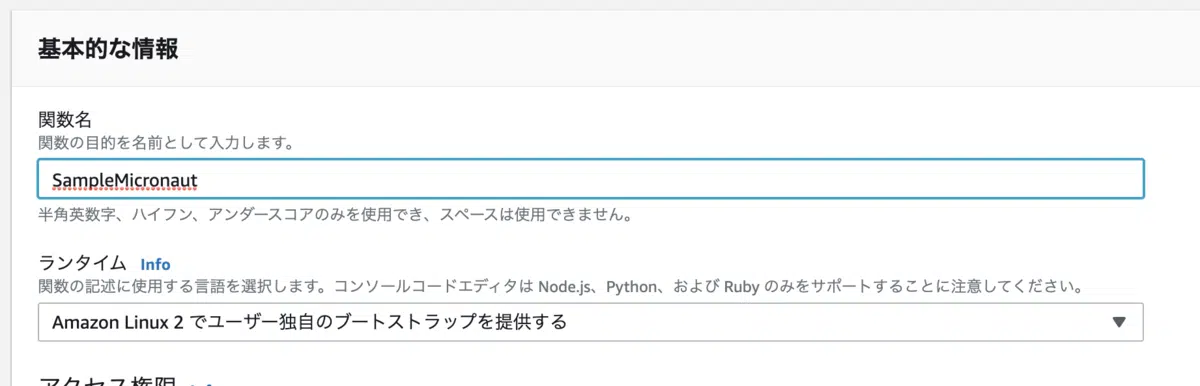 基本的な情報
関数名
関数の目的を名前として入力します。
SampleMicronaut
半角英数字、ハイフン、アンダースコアのみを使用でき、スペースは使用できません。
ランタイム Info
関数の記述に使用する言語を選択します。コンソールコードエディタは Node.js、Python、および Ruby のみをサポートすることに注意してください。
Amazon Linux 2 でユーザー独自のブートストラップを提供する
アクセス権限